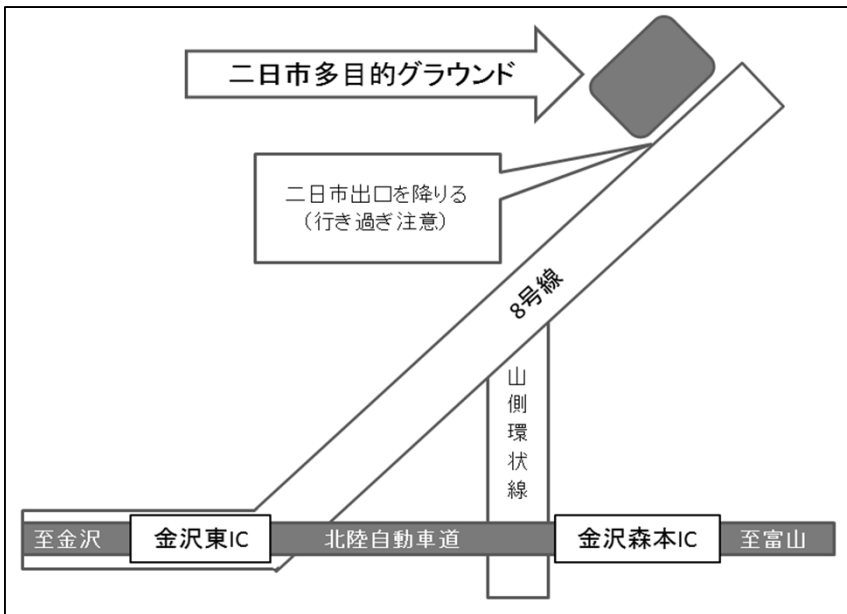 二日市多目的グラウンド
二日市出口を降りる
（行き過ぎ注意）
8号線
山側環状線
至金沢
金沢東IC
北陸自動車道
金沢森本IC
至富山